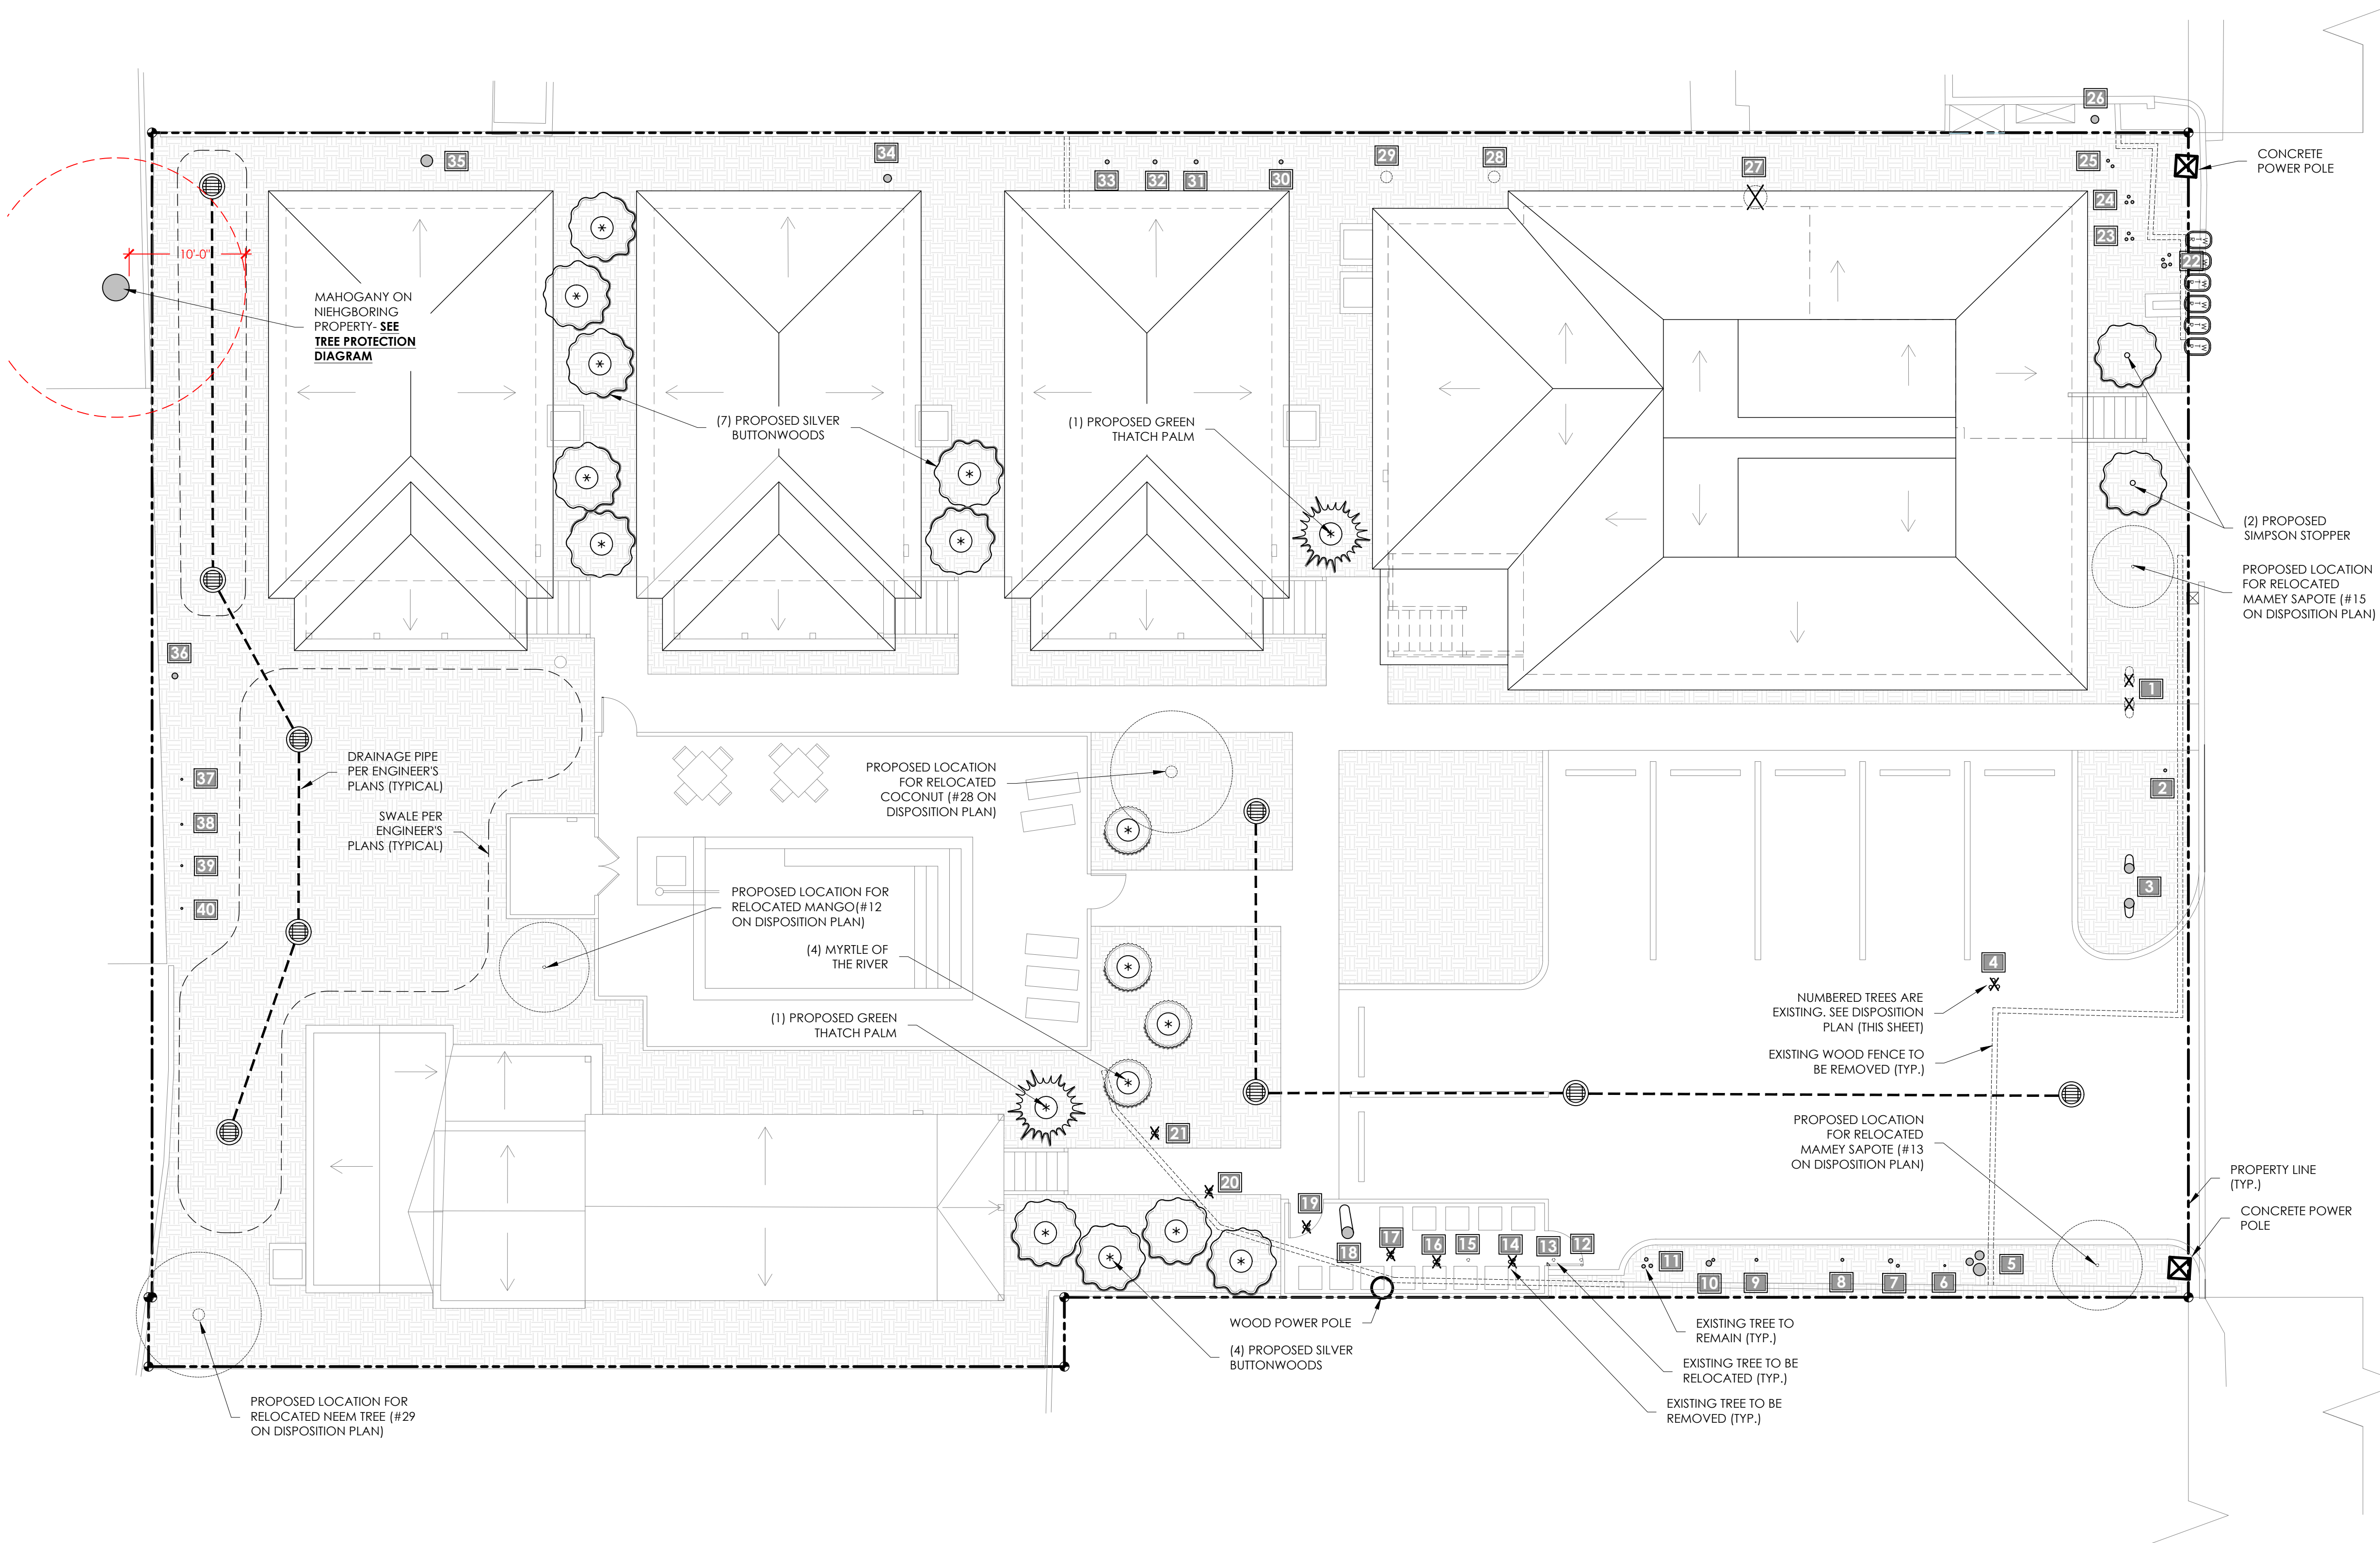 26
CONCRETE
POWER POLE
35
34
33
32
31
30
29
28
27
25
24
23
22
10'-0"
MAHOGANY ON
NIEHGBORING
PROPERTY- SEE
TREE PROTECTION
DIAGRAM
(7) PROPOSED SILVER
BUTTONWOODS
(1) PROPOSED GREEN
THATCH PALM
(2) PROPOSED
SIMPSON STOPPER
PROPOSED LOCATION
FOR RELOCATED
MAMEY SAPOTE (#15
ON DISPOSITION PLAN)
36
1
37
38
39
40
DRAINAGE PIPE
PER ENGINEER'S
PLANS (TYPICAL)
SWALE PER
ENGINEER'S
PLANS (TYPICAL)
PROPOSED LOCATION
FOR RELOCATED
COCONUT (#28 ON
DISPOSITION PLAN)
2
3
PROPOSED LOCATION FOR
RELOCATED MANGO(#12
ON DISPOSITION PLAN)
(4) MYRTLE OF
THE RIVER
(1) PROPOSED GREEN
THATCH PALM
4
NUMBERED TREES ARE
EXISTING. SEE DISPOSITION
PLAN (THIS SHEET)
EXISTING WOOD FENCE TO
BE REMOVED (TYP.)
PROPOSED LOCATION
FOR RELOCATED
MAMEY SAPOTE (#13
ON DISPOSITION PLAN)
PROPERTY LINE
(TYP.)
CONCRETE POWER
POLE
21
20
19
18
17
16
15
14
13
12
11
10
9
8
7
6
5
WOOD POWER POLE
(4) PROPOSED SILVER
BUTTONWOODS
EXISTING TREE TO
REMAIN (TYP.)
EXISTING TREE TO BE
RELOCATED (TYP.)
EXISTING TREE TO BE
REMOVED (TYP.)
PROPOSED LOCATION FOR
RELOCATED NEEM TREE (#29
ON DISPOSITION PLAN)